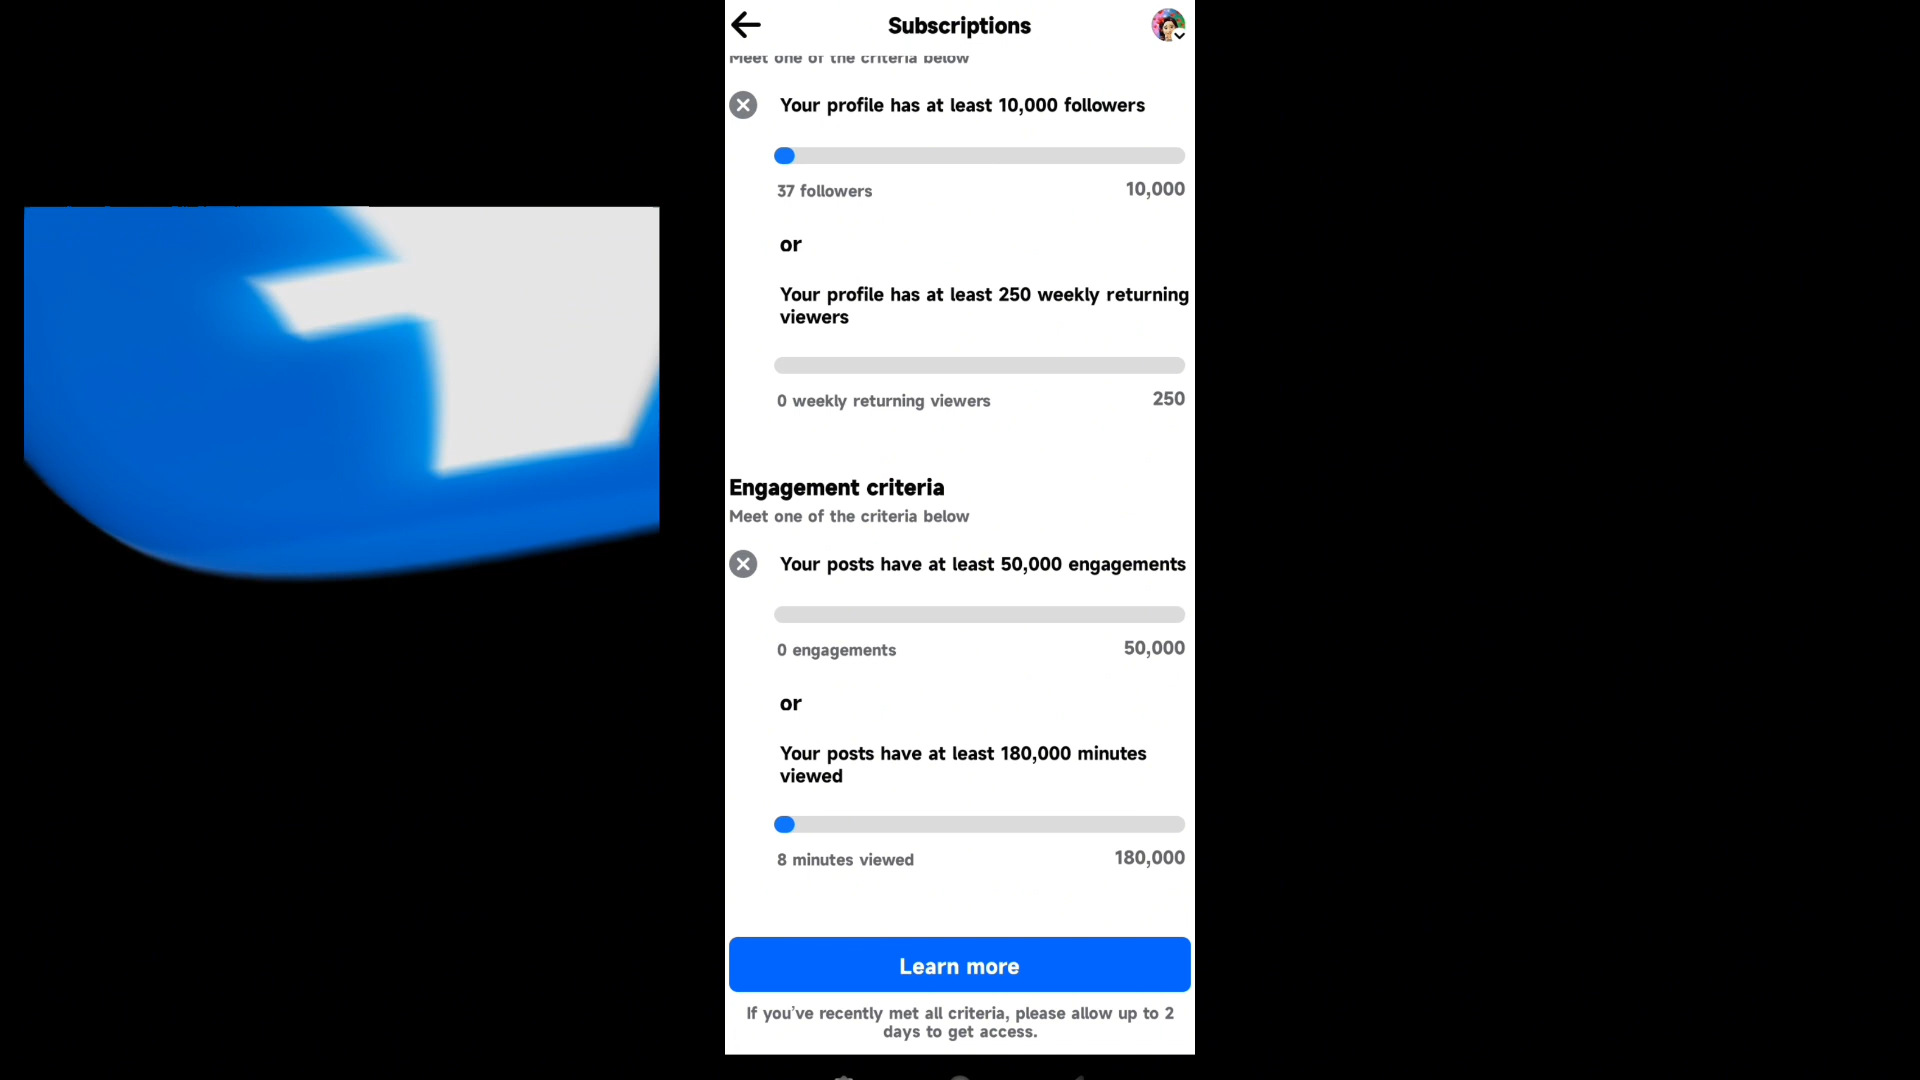 Subscriptions
Meet one of the criteria below
Your profile has at least 10,000 followers
37 followers
10,000
or
Your profile has at least 250 weekly returning
viewers
0 weekly returning viewers
250
Engagement criteria
Meet one of the criteria below
Your posts have at least 50,000 engagements
0 engagements
50,000
or
Your posts have at least 180,000 minutes
viewed
8 minutes viewed
180,000
Learn more
If you’ve recently met all criteria, please allow up to 2
days to get access.